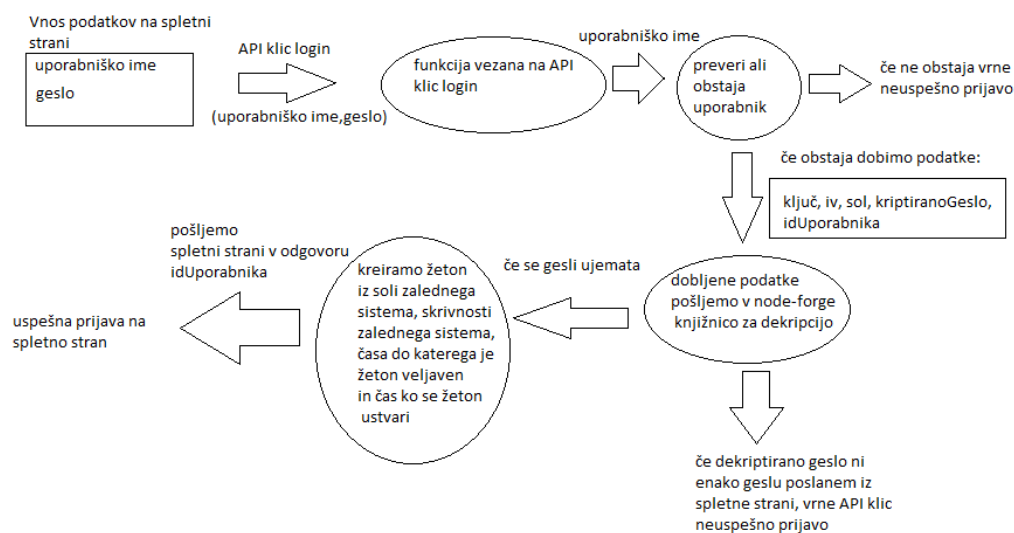 Vnos podatkov na spletni
strani
uporabniško ime
geslo
API klic login
(uporabniško ime,geslo)
funkcija vezana na API
klic login
uporabniško ime
preveri ali
obstaja
uporabnik
če ne obstaja vrne
neuspešno prijavo
če obstaja dobimo podatke:
ključ, iv, sol, kriptiranoGeslo,
idUporabnika
dobljene podatke
pošljemo v node-forge
knjižnico za dekripcijo
če se gesli ujemata
kreiramo žeton
iz soli zalednega
sistema, skrivnosti
zalednega sistema,
časa do katerega je
žeton veljaven
in čas ko se žeton
ustvari
pošljemo
spletni strani v odgovoru
idUporabnika
uspešna prijava na
spletno stran
če dekriptirano geslo ni
enako geslu poslanem iz
spletne strani, vrne API klic
neuspešno prijavo